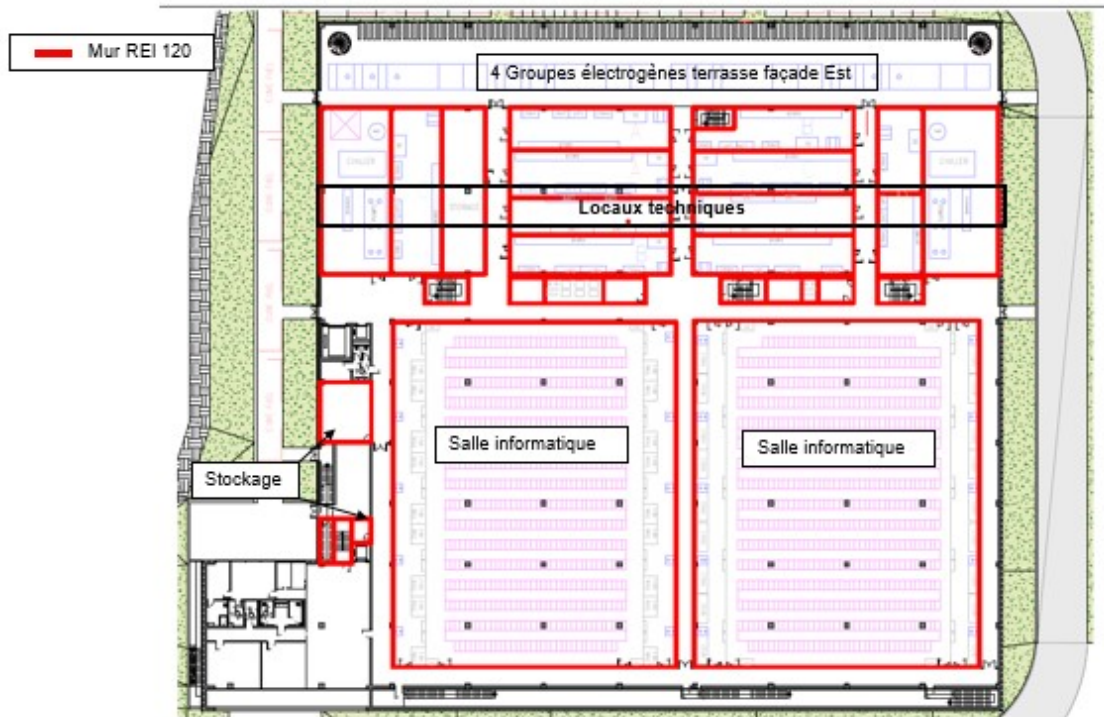 Mur REI 120
4 Groupes électrogènes terrasse façade Est
Locaux techniques
Salle informatique
Salle informatique
Stockage